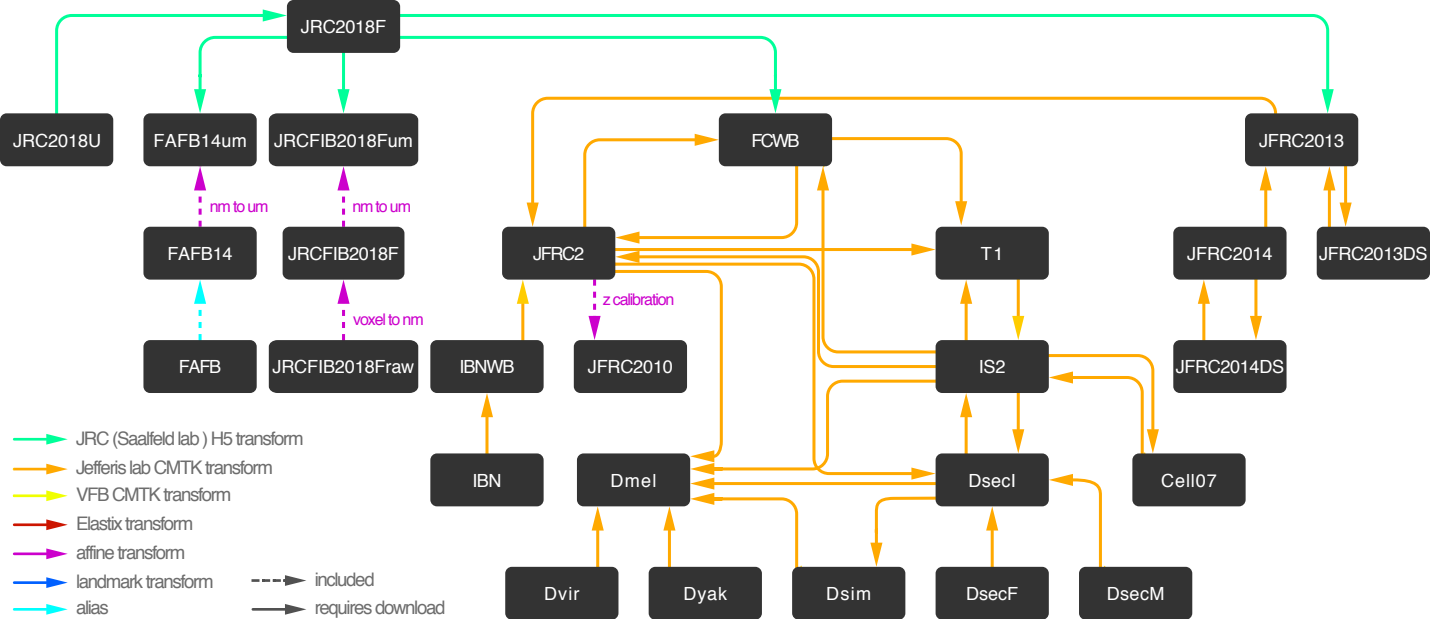 JRC2018F
JRC2018U
FAFB14um
JRCFIB2018Fum
FCWB
JFRC2013
nm to um
nm to um
FAFB14
JRCFIB2018F
JFRC2
T1
JFRC2014
JFRC2013DS
z calibration
voxel to nm
FAFB
JRCFIB2018Fraw
IBNWB
JFRC2010
IS2
JFRC2014DS
JRC (Saalfeld lab ) H5 transform
Jefferis lab CMTK transform
VFB CMTK transform
Elastix transform
affine transform
landmark transform
alias
included
requires download
IBN
Dmel
DsecI
Cell07
Dvir
Dyak
Dsim
DsecF
DsecM